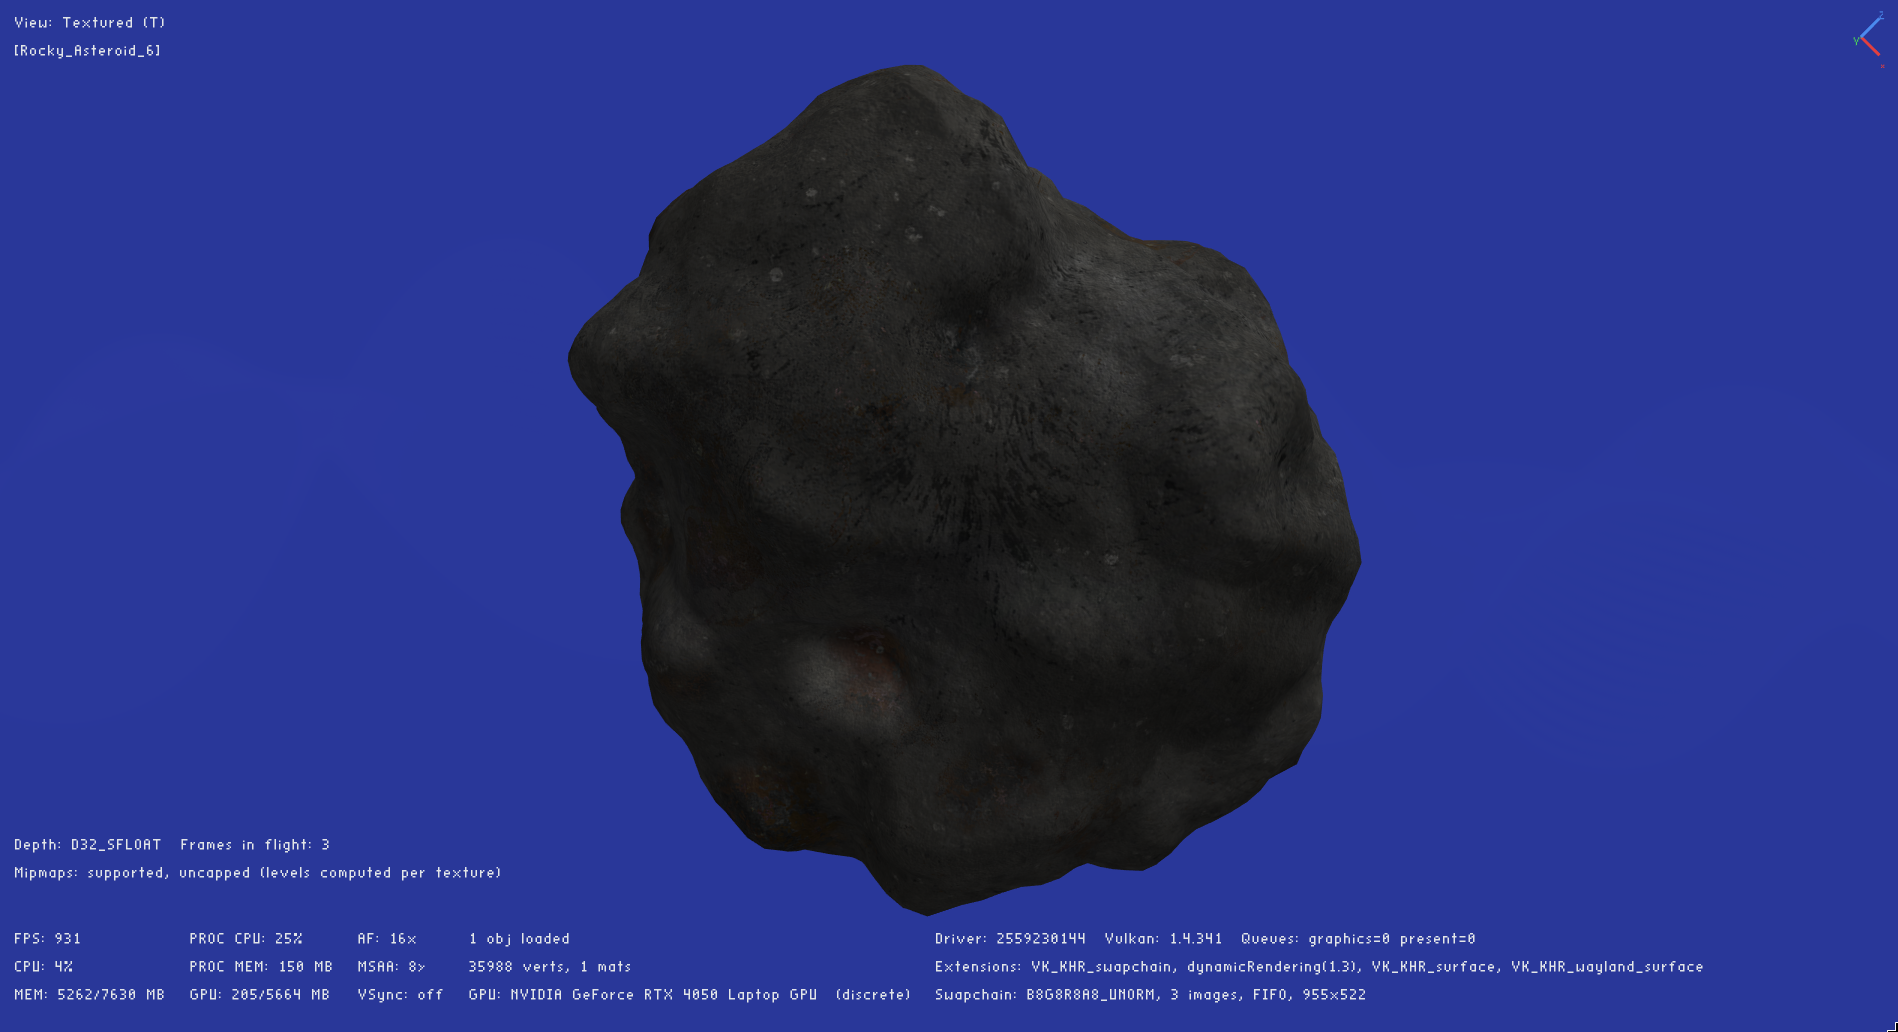 View: Textured (T)
[Rocky_Asteroid_6]
Z
Y
x
Depth: D32_SFLOAT  Frames in flight: 3
Mipmaps: supported, uncapped (levels computed per texture)
FPS: 931  PROC CPU: 25%  AF: 16x  1 obj loaded  Driver: 2559230144  Vulkan: 1.4.341  Queues: graphics=0 present=0
CPU: 4%  PROC MEM: 150 MB  MSAA: 8x  35988 verts, 1 mats  Extensions: VK_KHR_swapchain, dynamicRendering(1.3), VK_KHR_surface, VK_KHR_wayland_surface
MEM: 5262/7630 MB  GPU: 205/5664 MB  VSync: off  GPU: NVIDIA GeForce RTX 4050 Laptop GPU  (discrete)  Swapchain: B8G8R8A8_UNORM, 3 images, FIFO, 955x522